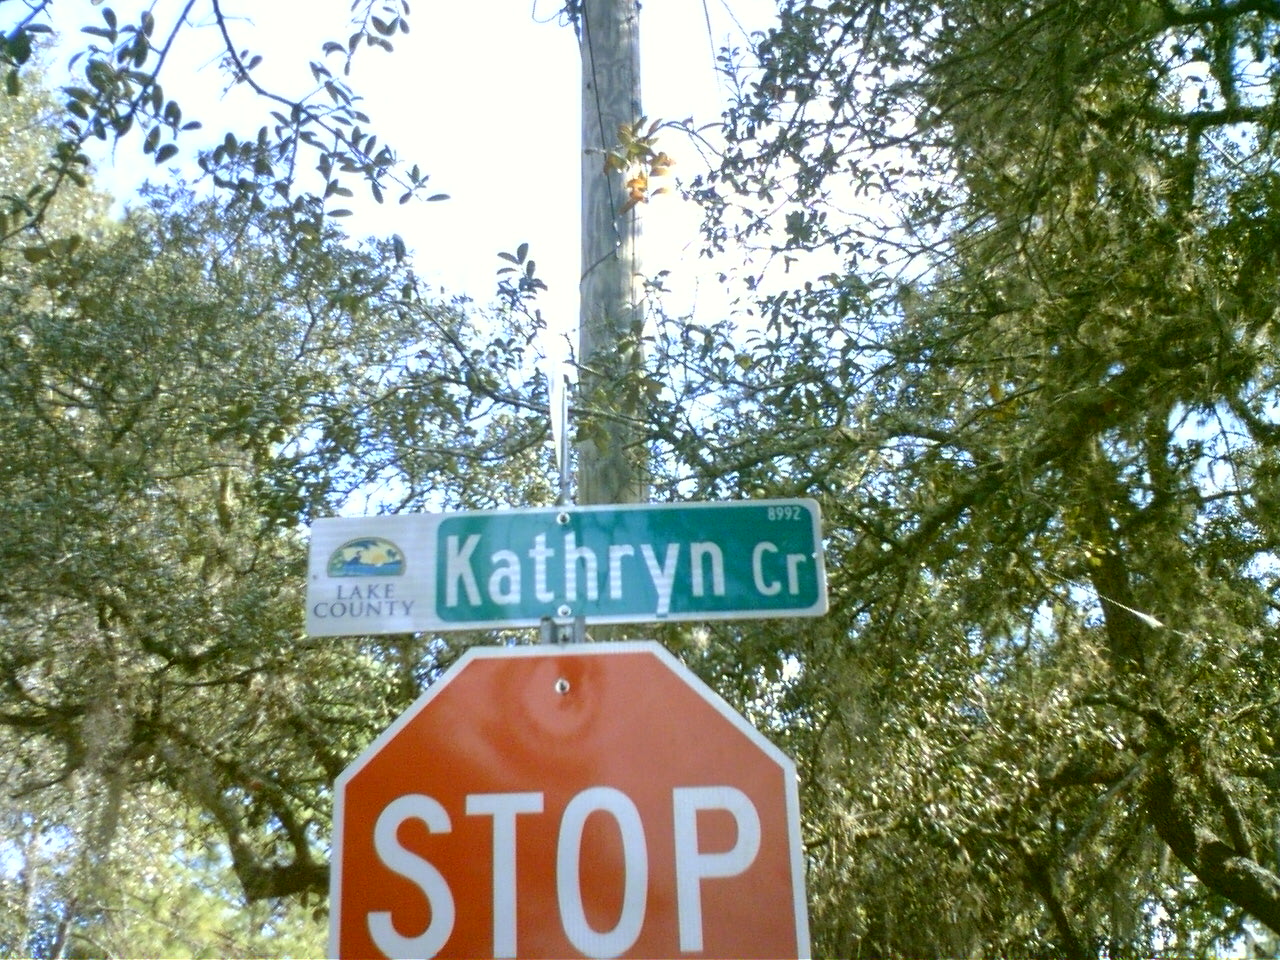 8992
LAKE
COUNTY
Kathryn Cr
STOP